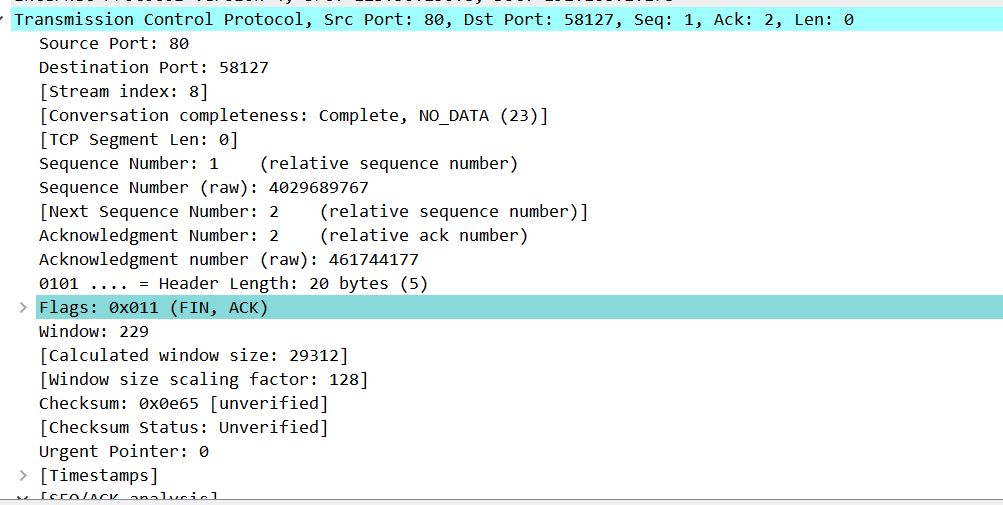 Transmission Control Protocol, Src Port: 80, Dst Port: 58127, Seq: 1, Ack: 2, Len: 0
Source Port: 80
Destination Port: 58127
[Stream index: 8]
[Conversation completeness: Complete, NO_DATA (23)]
[TCP Segment Len: 0]
Sequence Number: 1    (relative sequence number)
Sequence Number (raw): 4029689767
[Next Sequence Number: 2    (relative sequence number)]
Acknowledgment Number: 2    (relative ack number)
Acknowledgment number (raw): 461744177
0101 .... = Header Length: 20 bytes (5)
Flags: 0x011 (FIN, ACK)
Window: 229
[Calculated window size: 29312]
[Window size scaling factor: 128]
Checksum: 0x0e65 [unverified]
[Checksum Status: Unverified]
Urgent Pointer: 0
[Timestamps]
[SEQ/ACK analysis]